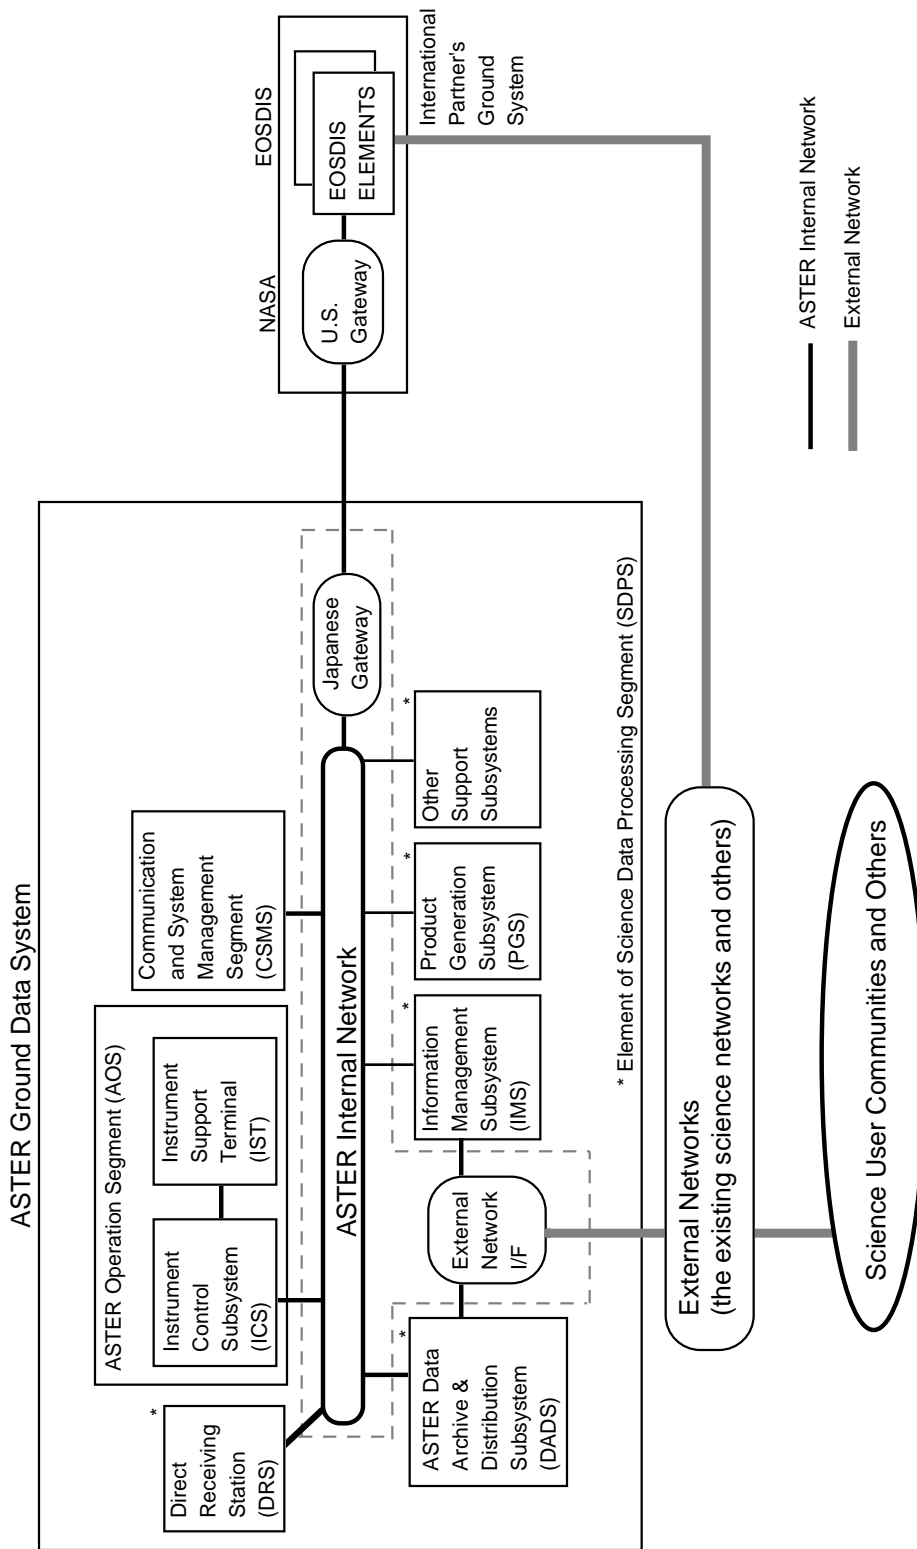 ASTER Ground Data System
Direct
Receiving
Station
(DRS)
*
ASTER Operation Segment (AOS)
Instrument
Control
Subsystem
(ICS)
Instrument
Support
Terminal
(IST)
Communication
and System
Management
Segment
(CSMS)
ASTER Internal Network
Japanese
Gateway
NASA
EOSDIS
U.S.
Gateway
EOSDIS
ELEMENTS
International
Partner's
Ground
System
*
ASTER Data
Archive &
Distribution
Subsystem
(DADS)
External
Network
I/F
*
Information
Management
Subsystem
(IMS)
*
Product
Generation
Subsystem
(PGS)
*
Other
Support
Subsystems
* Element of Science Data Processing Segment (SDPS)
External Networks
(the existing science networks and others)
Science User Communities and Others
ASTER Internal Network
External Network